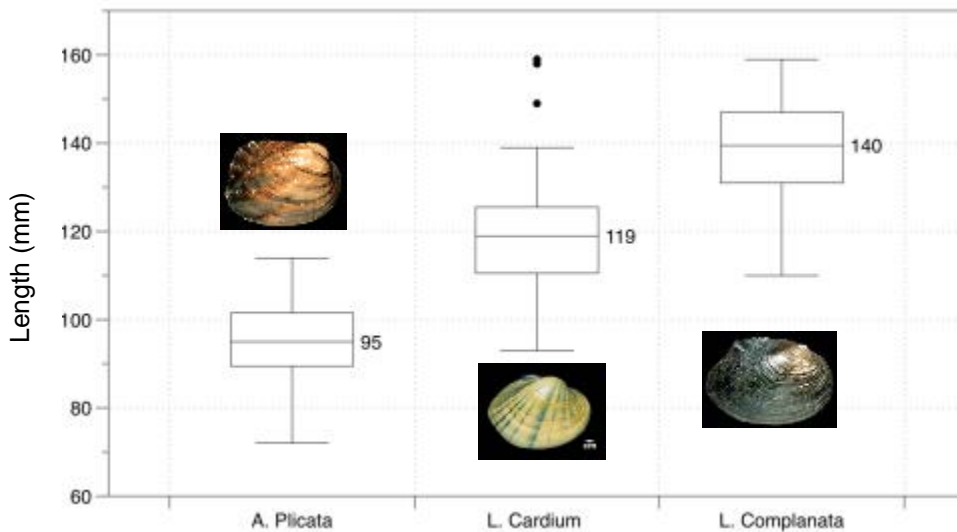 160
140
120
100
80
60
Length (mm)
95
119
140
A. Plicata
L. Cardium
L. Complanata